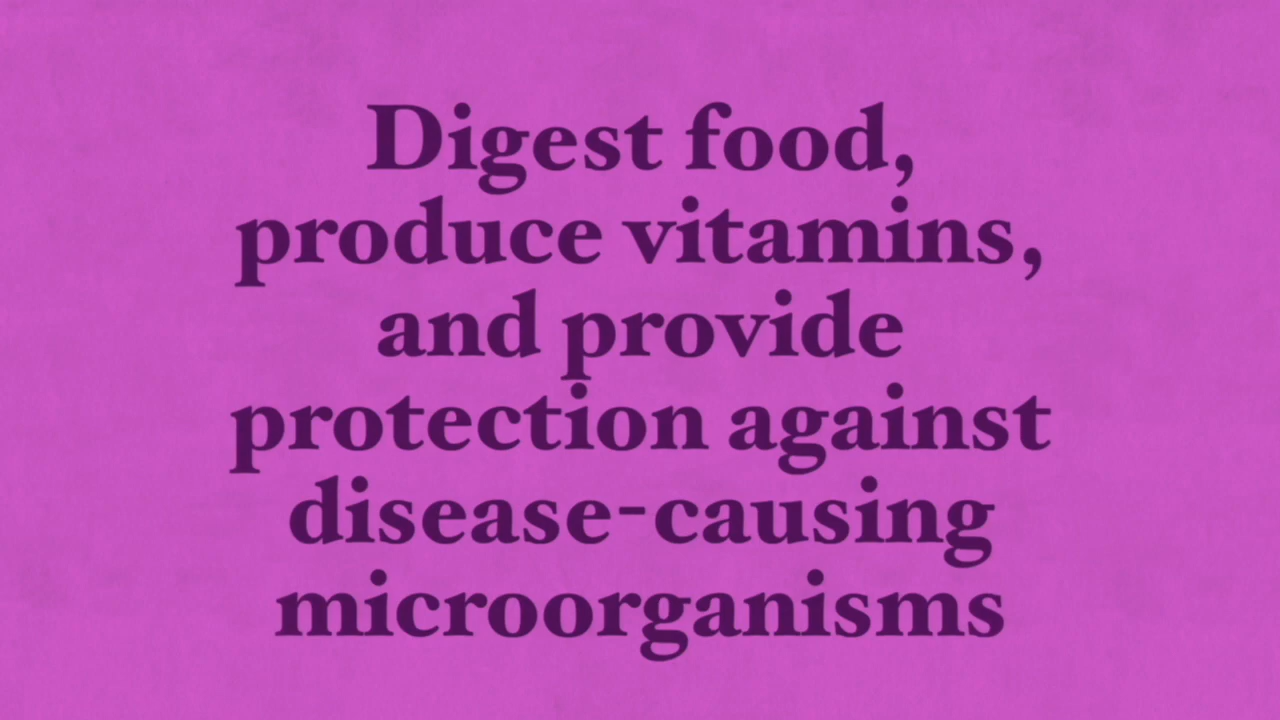 Digest food,
produce vitamins,
and provide
protection against
disease-causing
microorganisms